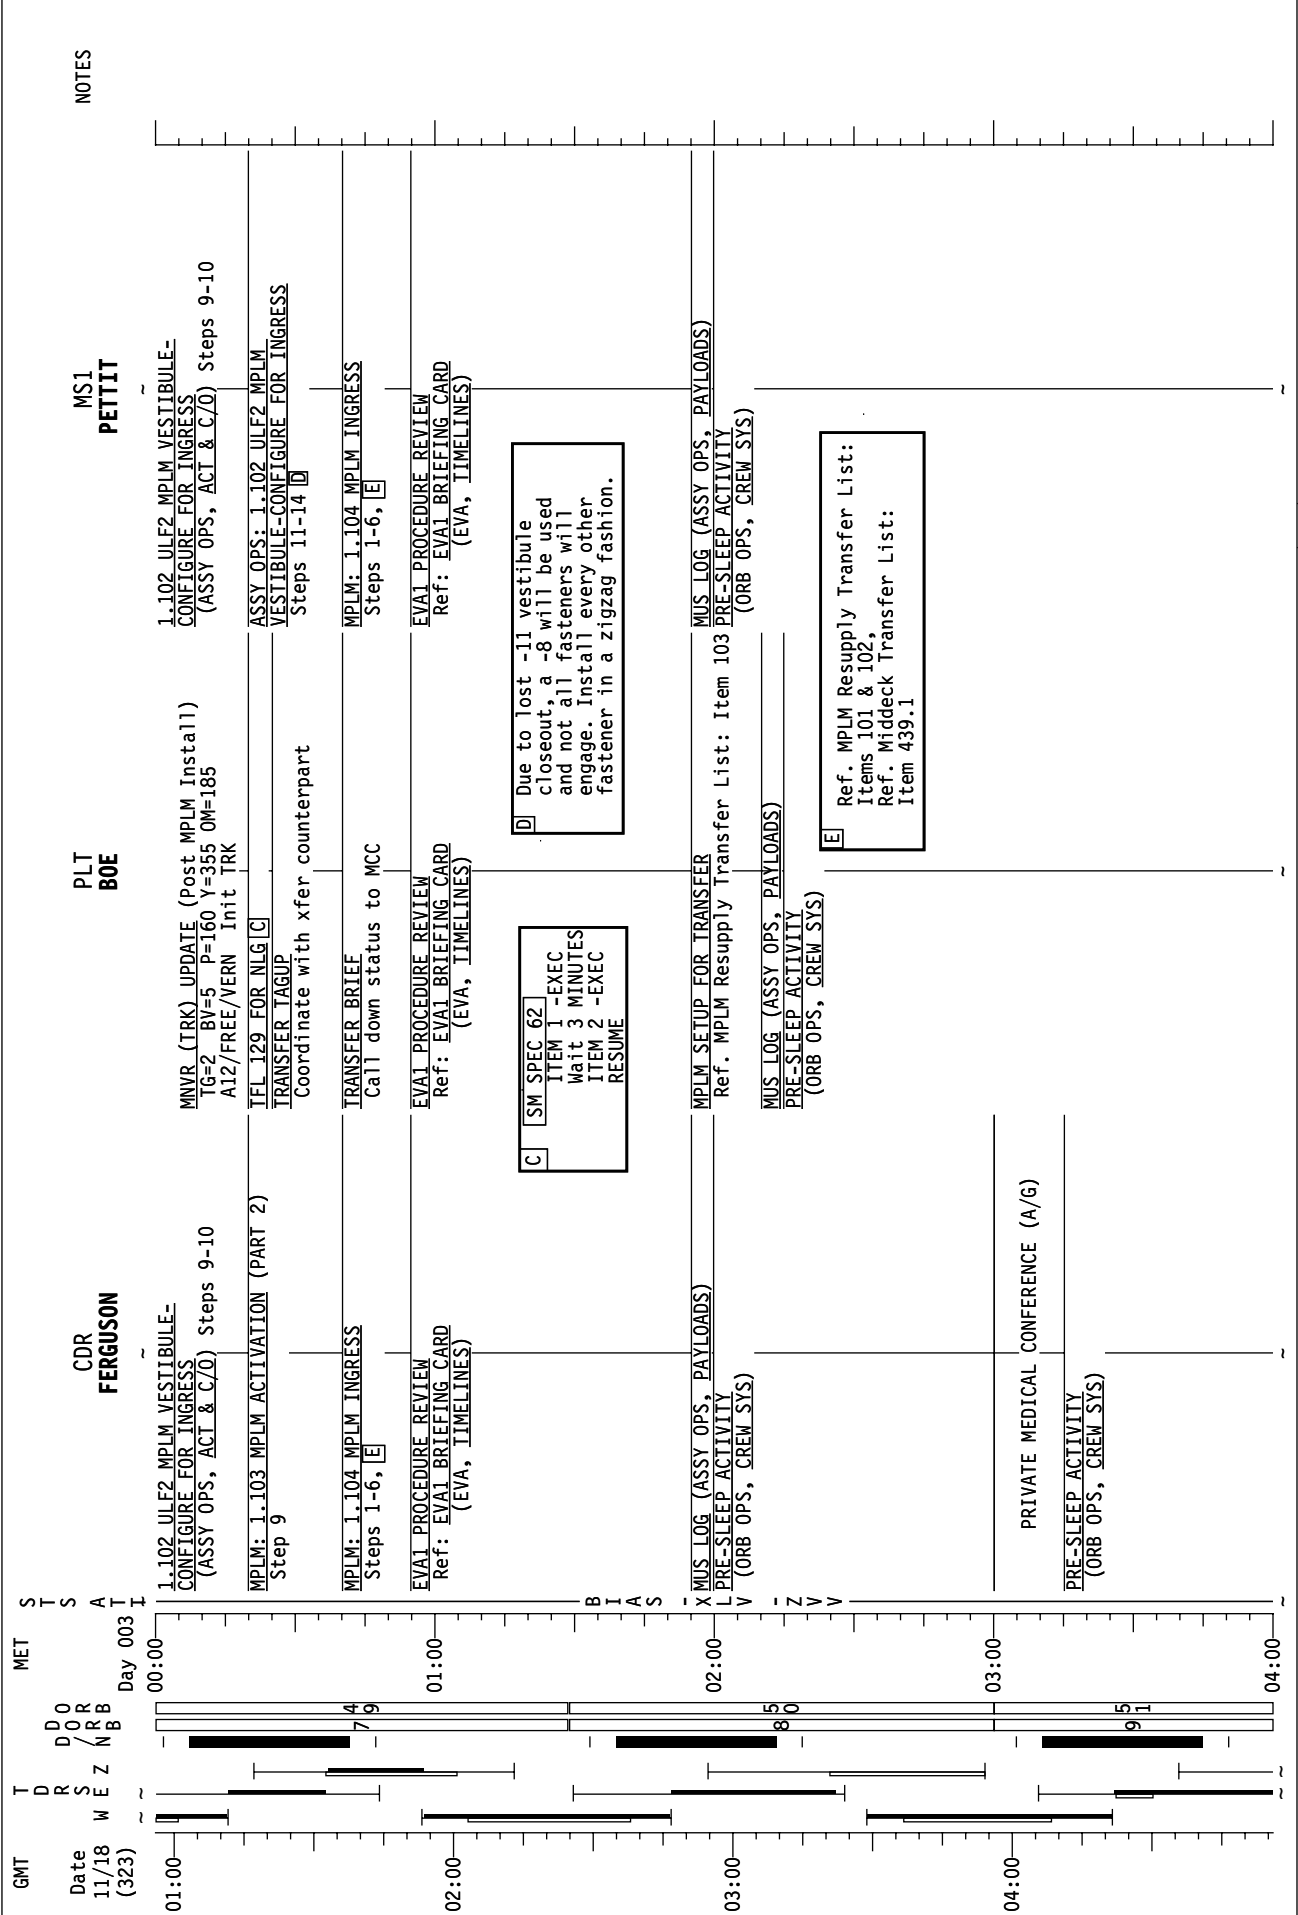 GMT
Date
11/18
(323)
01:00
02:00
03:00
04:00
T
D
R
S
W E Z
D
D O
/ O
N R
B
O
R
B
7
8
9
49
50
51
MET
Day 003
00:00
01:00
02:00
03:00
04:00
S
T
S
A
T
T
BIAS -XLV -ZVV
CDR
FERGUSON
1.102 ULF2 MPLM VESTIBULE-
CONFIGURE FOR INGRESS
(ASSY OPS, ACT & C/O) Steps 9-10
MPLM: 1.103 MPLM ACTIVATION (PART 2)
Step 9
MPLM: 1.104 MPLM INGRESS
Steps 1-6, E
EVA1 PROCEDURE REVIEW
Ref: EVA1 BRIEFING CARD
(EVA, TIMELINES)
MUS LOG (ASSY OPS, PAYLOADS)
PRE-SLEEP ACTIVITY
(ORB OPS, CREW SYS)
PRIVATE MEDICAL CONFERENCE (A/G)
PRE-SLEEP ACTIVITY
(ORB OPS, CREW SYS)
PLT
BOE
MNVR (TRK) UPDATE (Post MPLM Install)
TG=2 BV=5 P=160 Y=355 OM=185
A12/FREE/VERN Init TRK
TFL 129 FOR NLG C
TRANSFER TAGUP
Coordinate with xfer counterpart
TRANSFER BRIEF
Call down status to MCC
EVA1 PROCEDURE REVIEW
Ref: EVA1 BRIEFING CARD
(EVA, TIMELINES)
C SM SPEC 62
ITEM 1 -EXEC
Wait 3 MINUTES
ITEM 2 -EXEC
RESUME
MPLM SETUP FOR TRANSFER
Ref. MPLM Resupply Transfer List: Item 103
MUS LOG (ASSY OPS, PAYLOADS)
PRE-SLEEP ACTIVITY
(ORB OPS, CREW SYS)
MS1
PETTIT
1.102 ULF2 MPLM VESTIBULE-
CONFIGURE FOR INGRESS
(ASSY OPS, ACT & C/O) Steps 9-10
ASSY OPS: 1.102 ULF2 MPLM
VESTIBULE-CONFIGURE FOR INGRESS
Steps 11-14 D
MPLM: 1.104 MPLM INGRESS
Steps 1-6, E
EVA1 PROCEDURE REVIEW
Ref: EVA1 BRIEFING CARD
(EVA, TIMELINES)
D Due to lost -11 vestibule
closeout, a -8 will be used
and not all fasteners will
engage. Install every other
fastener in a zigzag fashion.
MUS LOG (ASSY OPS, PAYLOADS)
PRE-SLEEP ACTIVITY
(ORB OPS, CREW SYS)
E
Ref. MPLM Resupply Transfer List:
Items 101 & 102,
Ref. Middeck Transfer List:
Item 439.1
NOTES